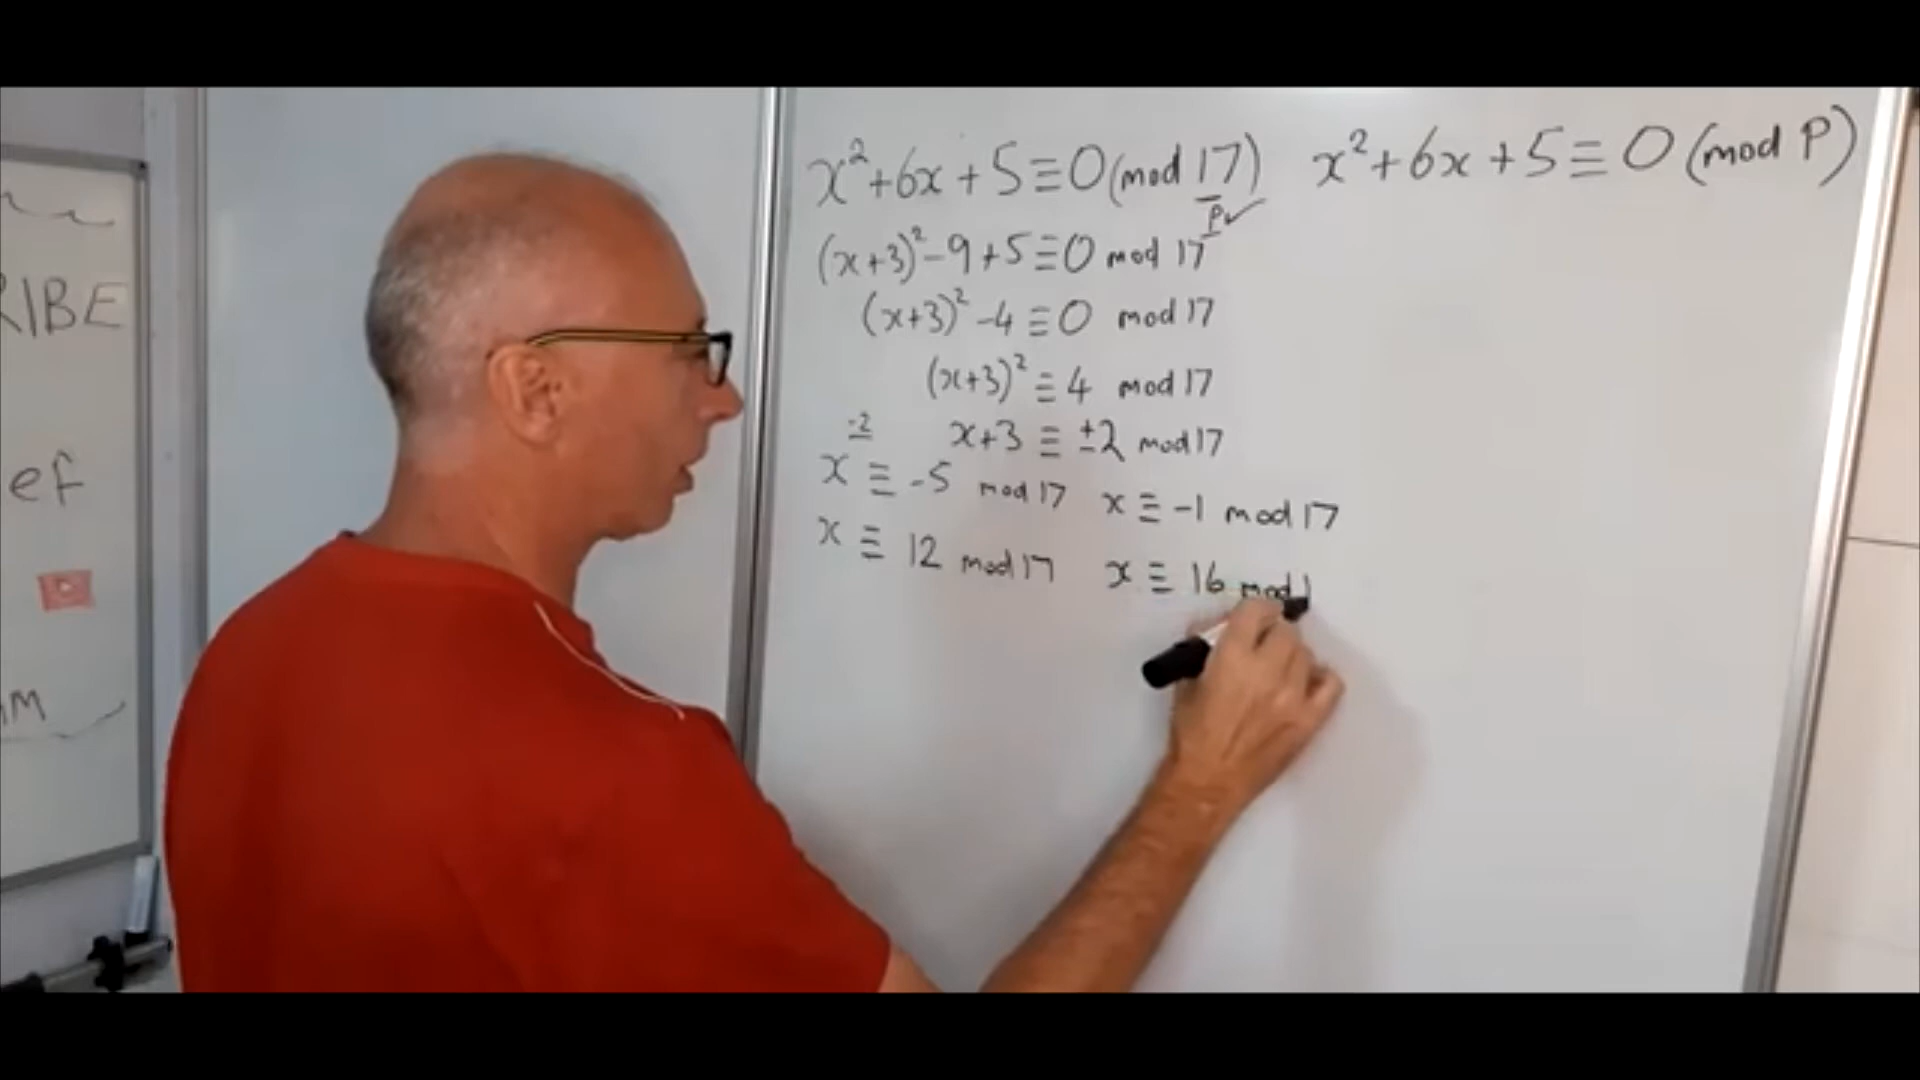 RIBE
ef
x²+6x+5≡0(mod 17)
P✓
(x+3)²-9+5≡0 mod 17
(x+3)²-4≡0 mod 17
(x+3)²≡4 mod 17
-2
x+3≡±2 mod 17
x≡-5 mod 17 x≡-1 mod 17
x≡12 mod 17 x≡16 mod 1
x²+6x+5≡0 (mod P)